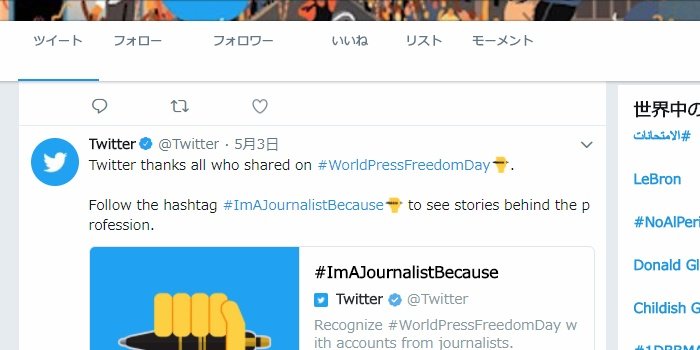 ツイート フォロー フォロワー いいね リスト モーメント
Twitter @Twitter · 5月3日
Twitter thanks all who shared on #WorldPressFreedomDay.
Follow the hashtag #ImAJournalistBecause to see stories behind the p
rofession.
#ImAJournalistBecause
Twitter @Twitter
Recognize #WorldPressFreedomDay w
ith accounts from journalists.
世界中の
#الامتحانات
LeBron
#NoAlPeri
Donald Gl
Childish G